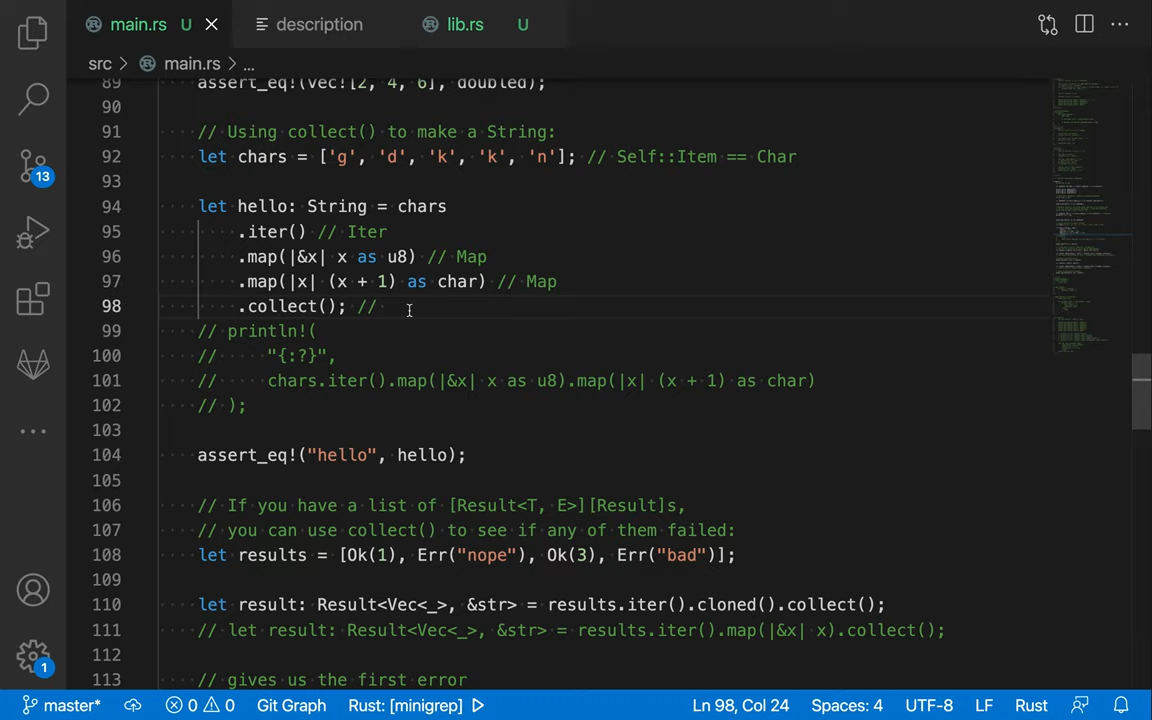 main.rs U description lib.rs U
src > main.rs > ...
89 assert_eq!(vec![2, 4, 6], doubled);
90
91 // Using collect() to make a String:
92 let chars = ['g', 'd', 'k', 'k', 'n']; // Self::Item == Char
93
94 let hello: String = chars
95 .iter() // Iter
96 .map(|&x| x as u8) // Map
97 .map(|x| (x + 1) as char) // Map
98 .collect(); //
99 // println!(
100 // "{:?}",
101 // chars.iter().map(|&x| x as u8).map(|x| (x + 1) as char)
102 // );
103
104 assert_eq!("hello", hello);
105
106 // If you have a list of [Result<T, E>][Result]s,
107 // you can use collect() to see if any of them failed:
108 let results = [Ok(1), Err("nope"), Ok(3), Err("bad")];
109
110 let result: Result<Vec<_>, &str> = results.iter().cloned().collect();
111 // let result: Result<Vec<_>, &str> = results.iter().map(|&x| x).collect();
112
113 // gives us the first error
13
1
master* 0 0 Git Graph Rust: [minigrep] Ln 98, Col 24 Spaces: 4 UTF-8 LF Rust